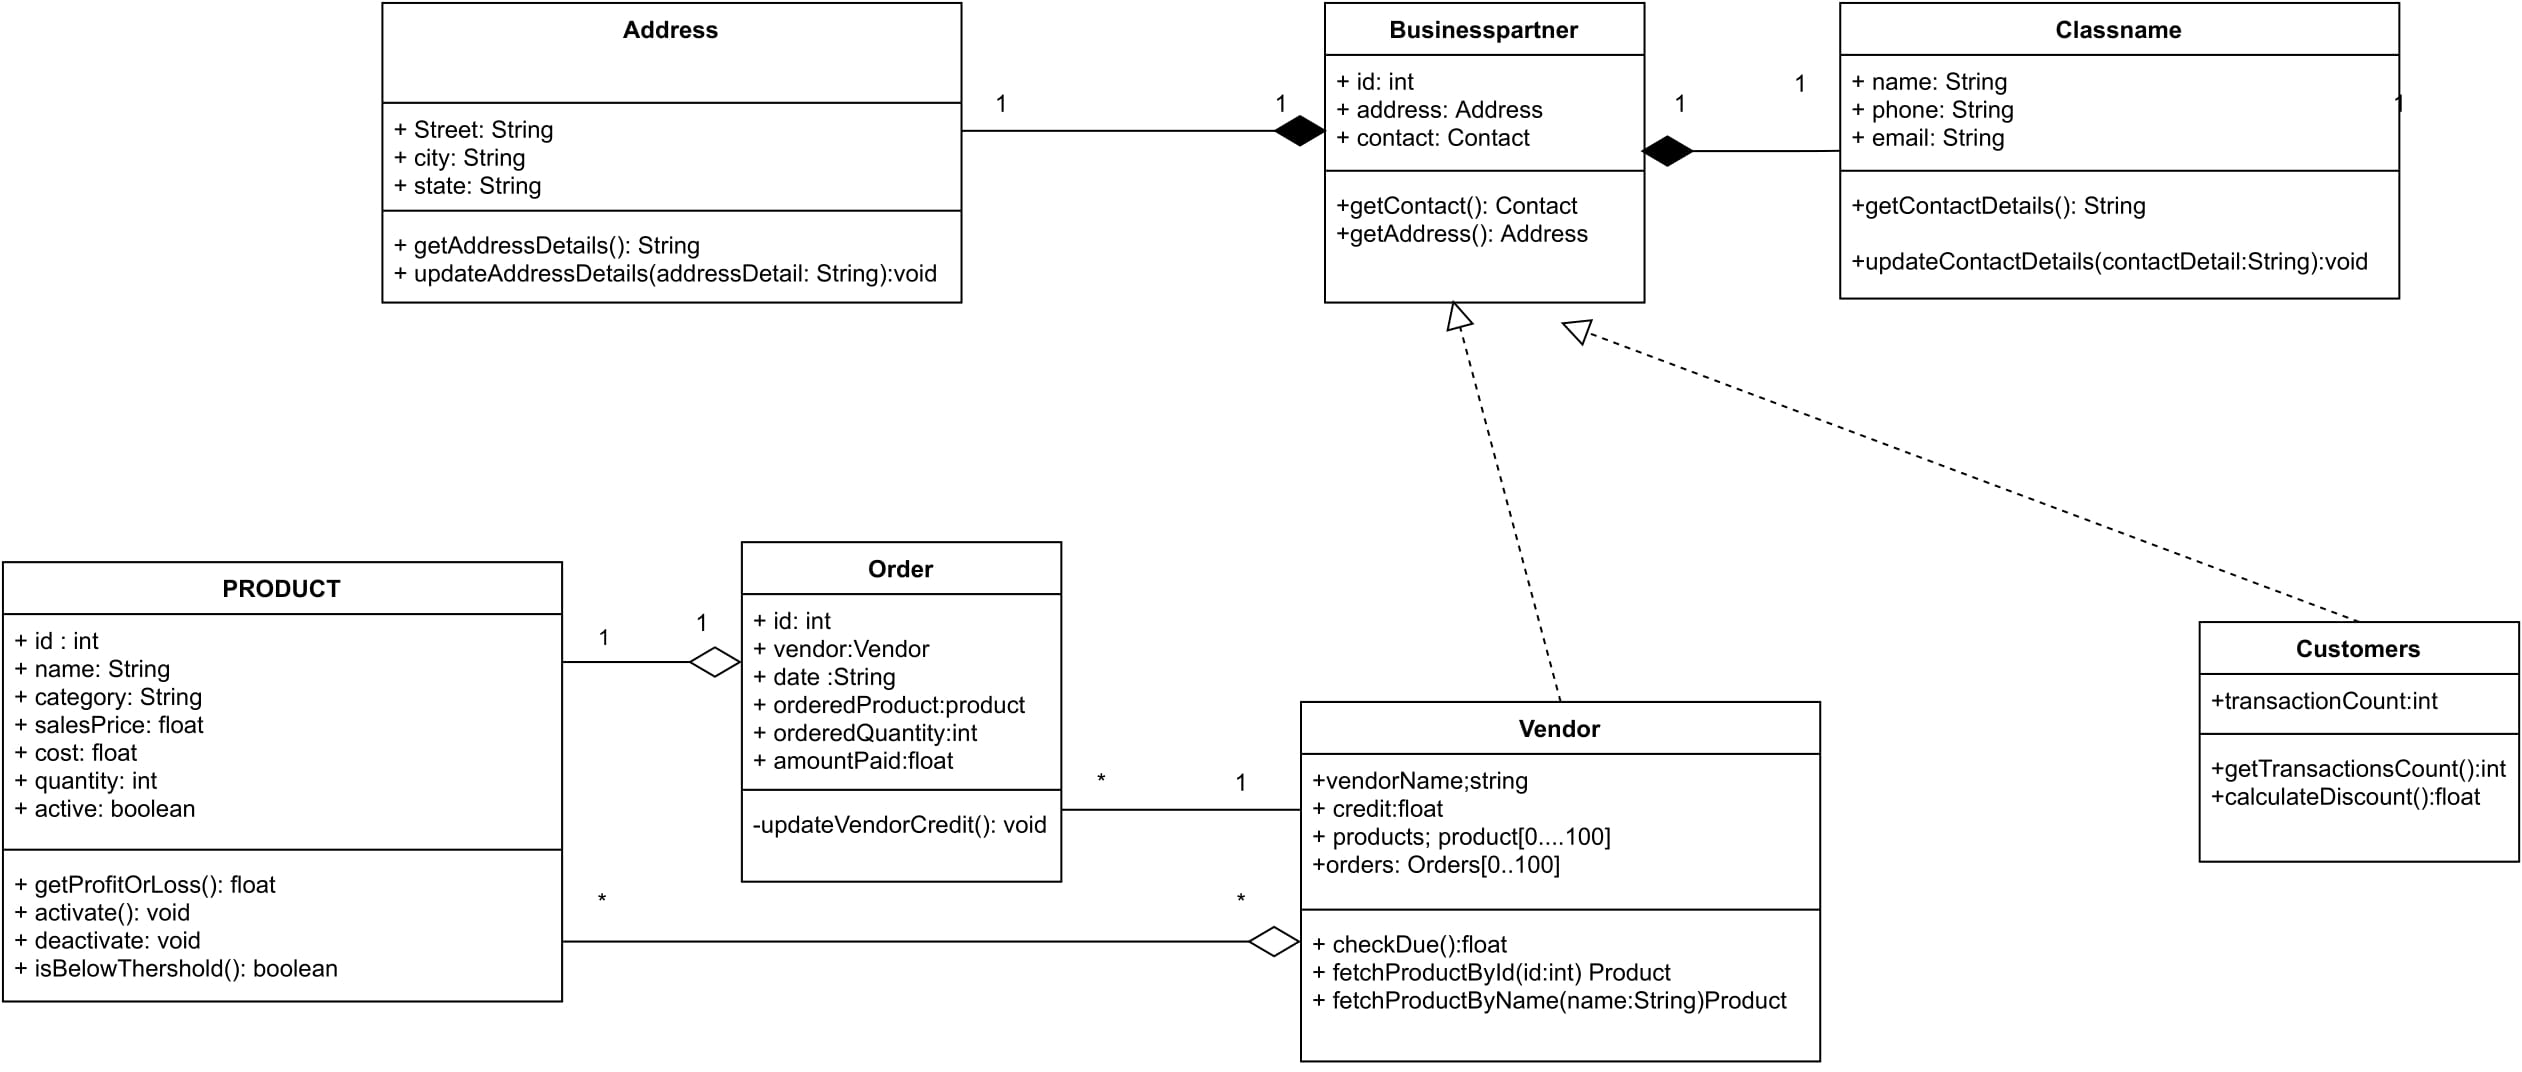 Address
+ Street: String
+ city: String
+ state: String
+ getAddressDetails(): String
+ updateAddressDetails(addressDetail: String):void
1
1
Businesspartner
+ id: int
+ address: Address
+ contact: Contact
+getContact(): Contact
+getAddress(): Address
1
1
Classname
+ name: String
+ phone: String
+ email: String
+getContactDetails(): String
+updateContactDetails(contactDetail:String):void
1
PRODUCT
+ id : int
+ name: String
+ category: String
+ salesPrice: float
+ cost: float
+ quantity: int
+ active: boolean
+ getProfitOrLoss(): float
+ activate(): void
+ deactivate: void
+ isBelowThershold(): boolean
1
1
Order
+ id: int
+ vendor:Vendor
+ date :String
+ orderedProduct:product
+ orderedQuantity:int
+ amountPaid:float
-updateVendorCredit(): void
*
1
*
*
Vendor
+vendorName;string
+ credit:float
+ products; product[0....100]
+orders: Orders[0..100]
+ checkDue():float
+ fetchProductById(id:int) Product
+ fetchProductByName(name:String)Product
Customers
+transactionCount:int
+getTransactionsCount():int
+calculateDiscount():float